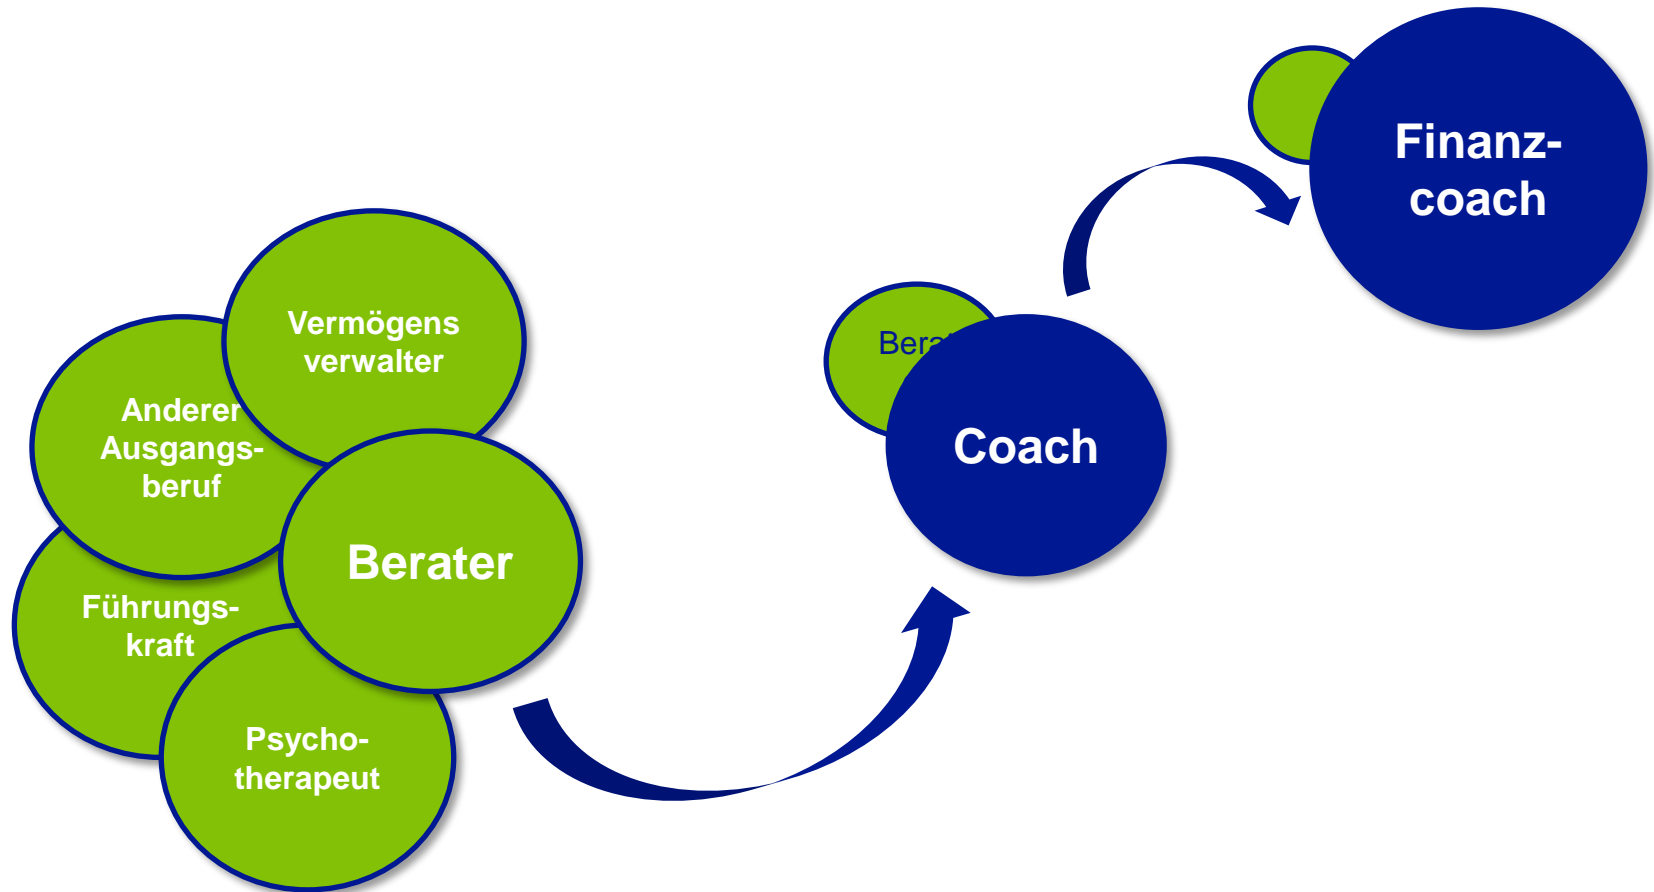 Finanz-
coach
Vermögens
verwalter
Anderer
Ausgangs-
beruf
Coach
Berater
Führungs-
kraft
Psycho-
therapeut